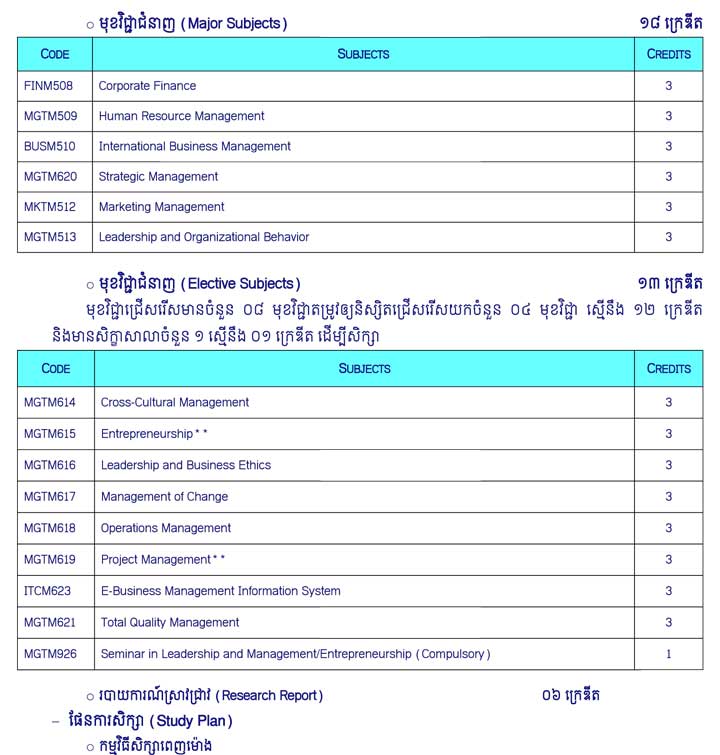 ○ មុខវិជ្ជាជំនាញ (Major Subjects) ១៨ ក្រេឌីត
CODE SUBJECTS CREDITS
FINM508 Corporate Finance 3
MGTM509 Human Resource Management 3
BUSM510 International Business Management 3
MGTM620 Strategic Management 3
MKTM512 Marketing Management 3
MGTM513 Leadership and Organizational Behavior 3
○ មុខវិជ្ជាជំនាញ (Elective Subjects) ១៣ ក្រេឌីត
មុខវិជ្ជាជ្រើសរើសមានចំនួន ០៨ មុខវិជ្ជាតម្រូវឲ្យនិស្សិតជ្រើសរើសយកចំនួន ០៤ មុខវិជ្ជា ស្មើនឹង ១២ ក្រេឌីត
និងមានសិក្ខាសាលាចំនួន ១ ស្មើនឹង ០១ ក្រេឌីត ដើម្បីសិក្សា
CODE SUBJECTS CREDITS
MGTM614 Cross-Cultural Management 3
MGTM615 Entrepreneurship** 3
MGTM616 Leadership and Business Ethics 3
MGTM617 Management of Change 3
MGTM618 Operations Management 3
MGTM619 Project Management** 3
ITCM623 E-Business Management Information System 3
MGTM621 Total Quality Management 3
MGTM926 Seminar in Leadership and Management/Entrepreneurship (Compulsory) 1
○ របាយការណ៍ស្រាវជ្រាវ (Research Report) ០៦ ក្រេឌីត
– ផែនការសិក្សា (Study Plan)
○ កម្មវិធីសិក្សាពេញម៉ោង